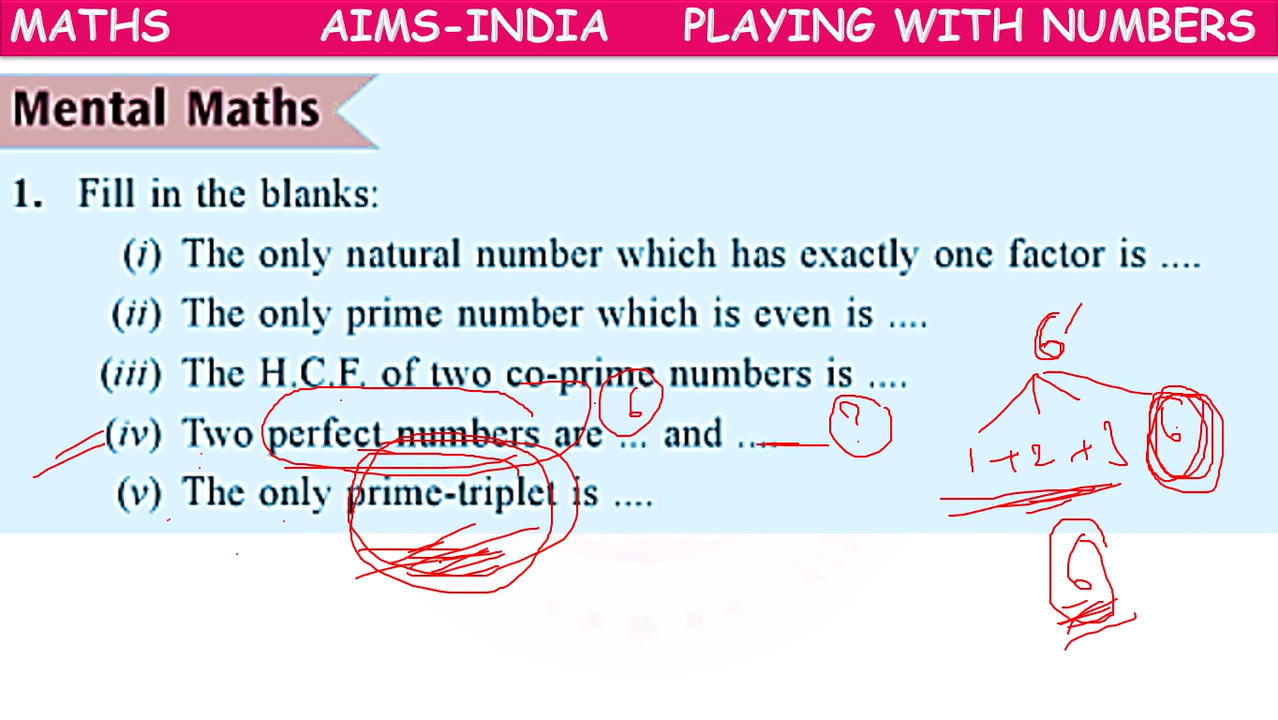 MATHS AIMS-INDIA PLAYING WITH NUMBERS
Mental Maths
1. Fill in the blanks:
(i) The only natural number which has exactly one factor is ....
(ii) The only prime number which is even is ....
6
(iii) The H.C.F. of two co-prime numbers is ....
6
(iv) Two perfect numbers are ... and ...
?
1+2+3 6
(v) The only prime-triplet is ....
6